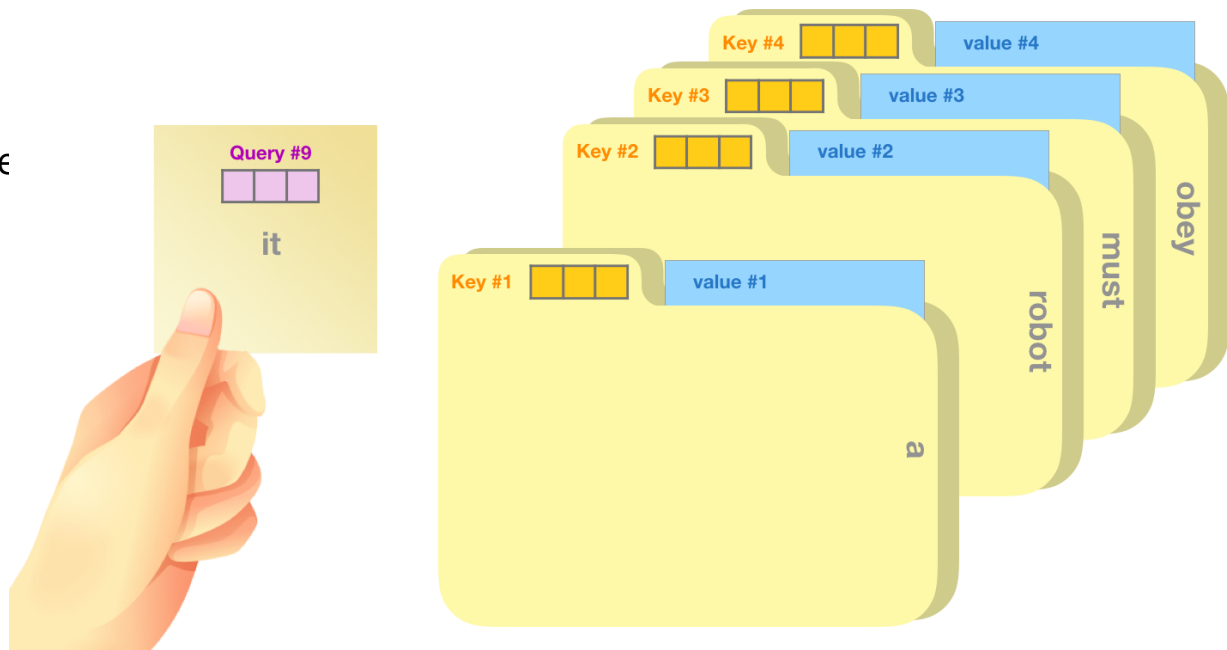 e
Query #9
it
Key #4
value #4
Key #3
value #3
Key #2
value #2
Key #1
value #1
obey
must
robot
a